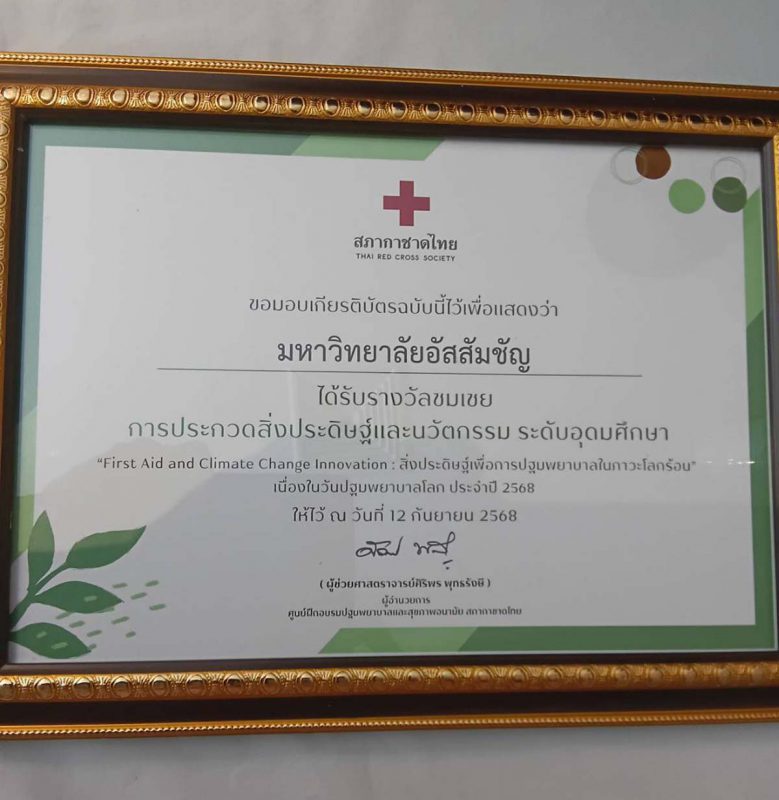 สภากาชาดไทย
THAI RED CROSS SOCIETY
ขอมอบเกียรติบัตรฉบับนี้ไว้เพื่อแสดงว่า
มหาวิทยาลัยอัสสัมชัญ
ได้รับรางวัลชมเชย
การประกวดสิ่งประดิษฐ์และนวัตกรรม ระดับอุดมศึกษา
“First Aid and Climate Change Innovation : สิ่งประดิษฐ์เพื่อการปฐมพยาบาลในภาวะโลกร้อน”
เนื่องในวันปฐมพยาบาลโลก ประจำปี 2568
ให้ไว้ ณ วันที่ 12 กันยายน 2568
( ผู้ช่วยศาสตราจารย์ศิริพร พุทธรังษี )
ผู้อำนวยการ
ศูนย์ฝึกอบรมปฐมพยาบาลและสุขภาพอนามัย สภากาชาดไทย